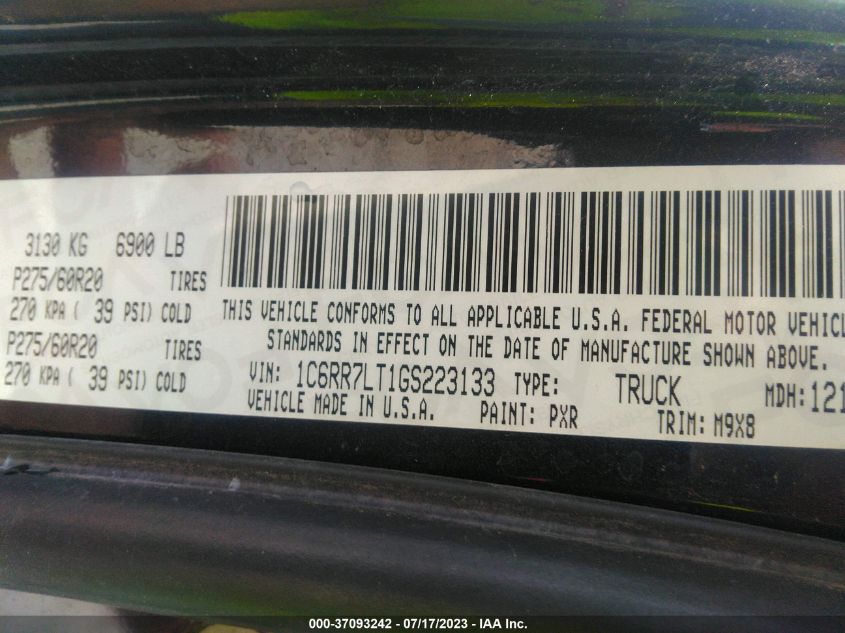 3130 KG 6900 LB
P275/60R20 TIRES
270 KPA ( 39 PSI) COLD
P275/60R20 TIRES
270 KPA ( 39 PSI) COLD
THIS VEHICLE CONFORMS TO ALL APPLICABLE U.S.A. FEDERAL MOTOR VEHICL
STANDARDS IN EFFECT ON THE DATE OF MANUFACTURE SHOWN ABOVE.
VIN: 1C6RR7LT1GS223133 TYPE: TRUCK MDH:121
VEHICLE MADE IN U.S.A. PAINT: PXR TRIM: M9X8
000-37093242 - 07/17/2023 - IAA Inc.